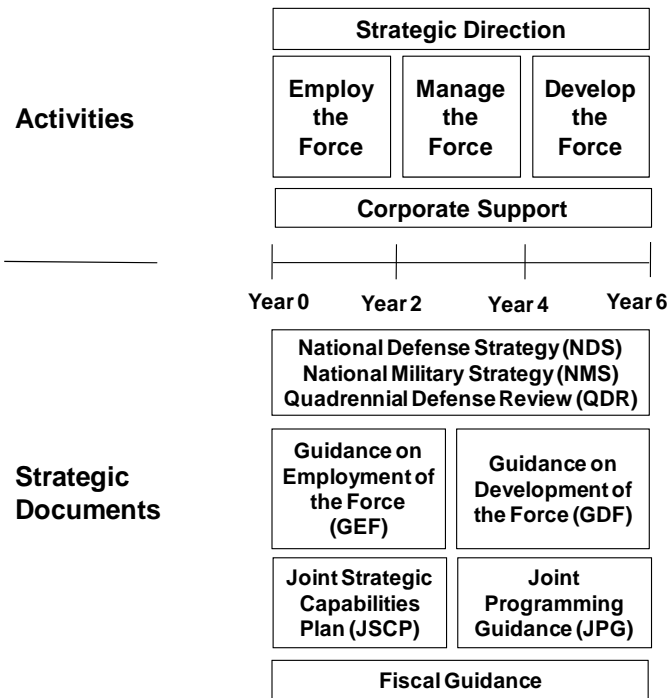 Strategic Direction
Activities
Employ
the
Force
Manage
the
Force
Develop
the
Force
Corporate Support
Year 0
Year 2
Year 4
Year 6
National Defense Strategy (NDS)
National Military Strategy (NMS)
Quadrennial Defense Review (QDR)
Strategic
Documents
Guidance on
Employment of
the Force
(GEF)
Guidance on
Development of
the Force (GDF)
Joint Strategic
Capabilities
Plan (JSCP)
Joint
Programming
Guidance (JPG)
Fiscal Guidance